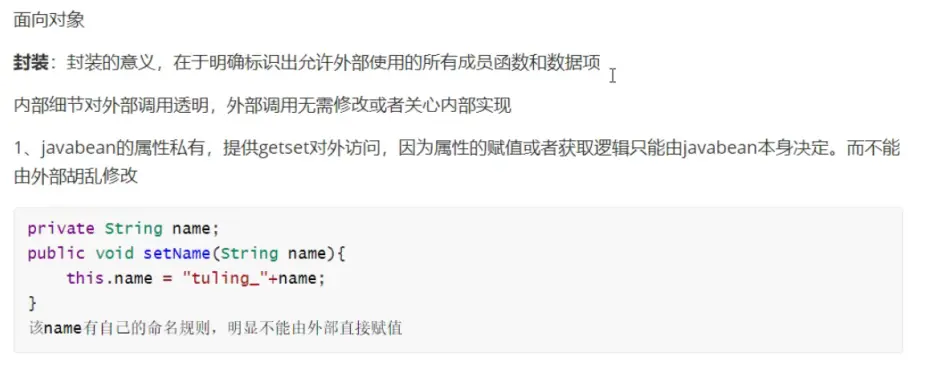 面向对象
封装：封装的意义，在于明确标识出允许外部使用的所有成员函数和数据项
内部细节对外部调用透明，外部调用无需修改或者关心内部实现
1、javabean的属性私有，提供getset对外访问，因为属性的赋值或者获取逻辑只能由javabean本身决定。而不能
由外部胡乱修改
private String name;
public void setName(String name){
    this.name = "tuling_"+name;
}
该name有自己的命名规则，明显不能由外部直接赋值